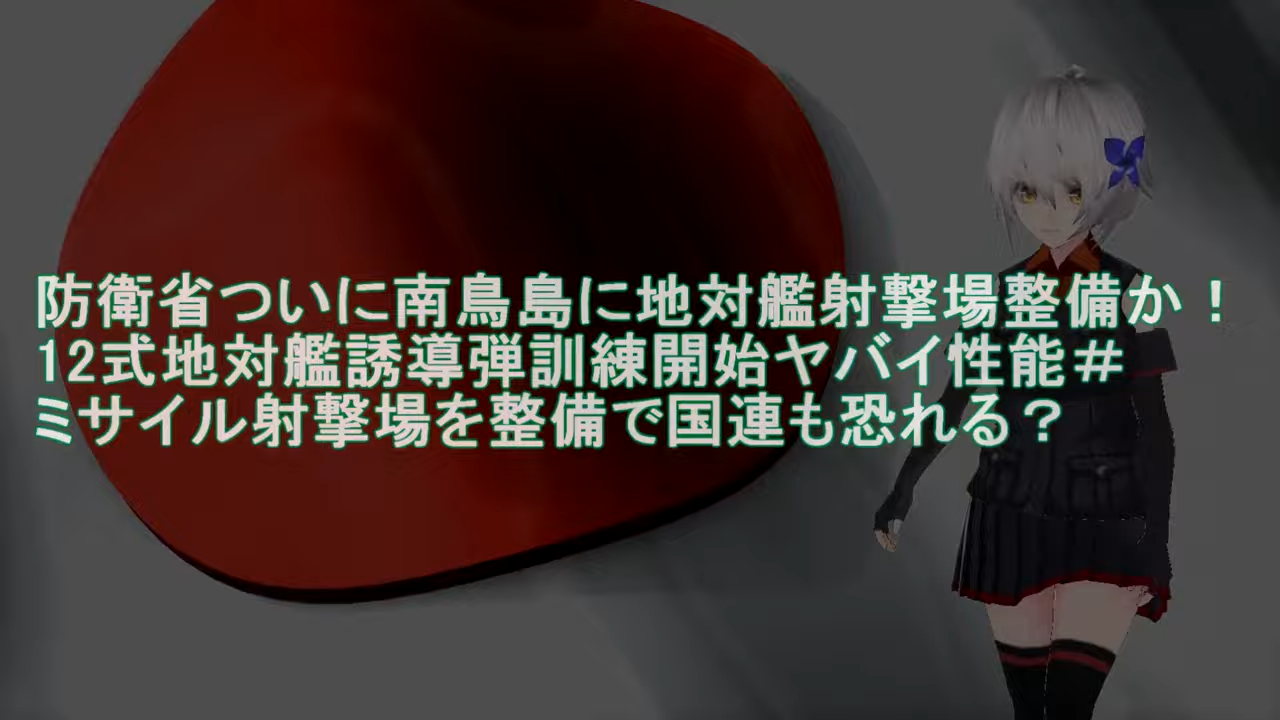 防衛省ついに南鳥島に地対艦射撃場整備か！
12式地対艦誘導弾訓練開始ヤバイ性能＃
ミサイル射撃場を整備で国連も恐れる？